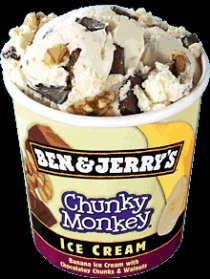 BEN & JERRY'S
Chunky
Monkey
ICE CREAM
Banana Ice Cream with
Chocolatey Chunks & Walnuts